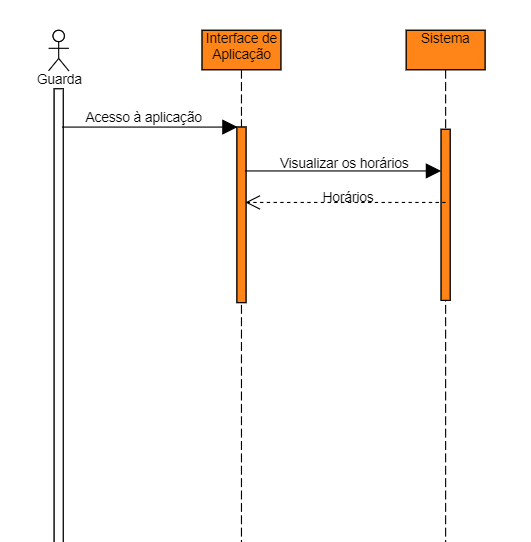 Interface de
Aplicação
Sistema
Guarda
Acesso à aplicação
Visualizar os horários
Horários